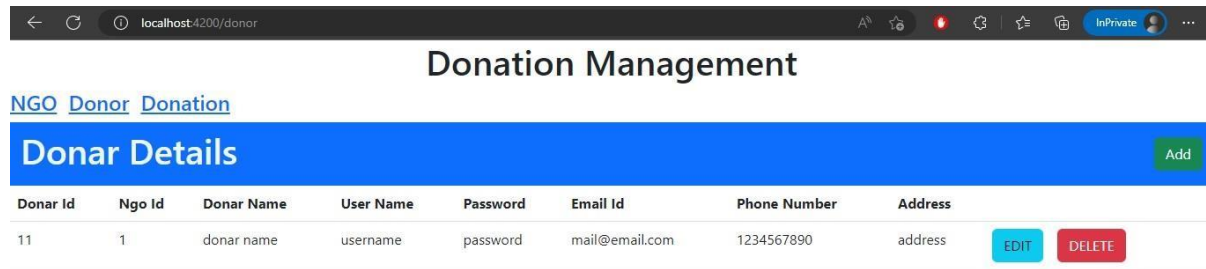 localhost:4200/donor InPrivate
Donation Management
NGO Donor Donation
Donar Details Add
Donar Id Ngo Id Donar Name User Name Password Email Id Phone Number Address
11 1 donar name username password mail@email.com 1234567890 address EDIT DELETE